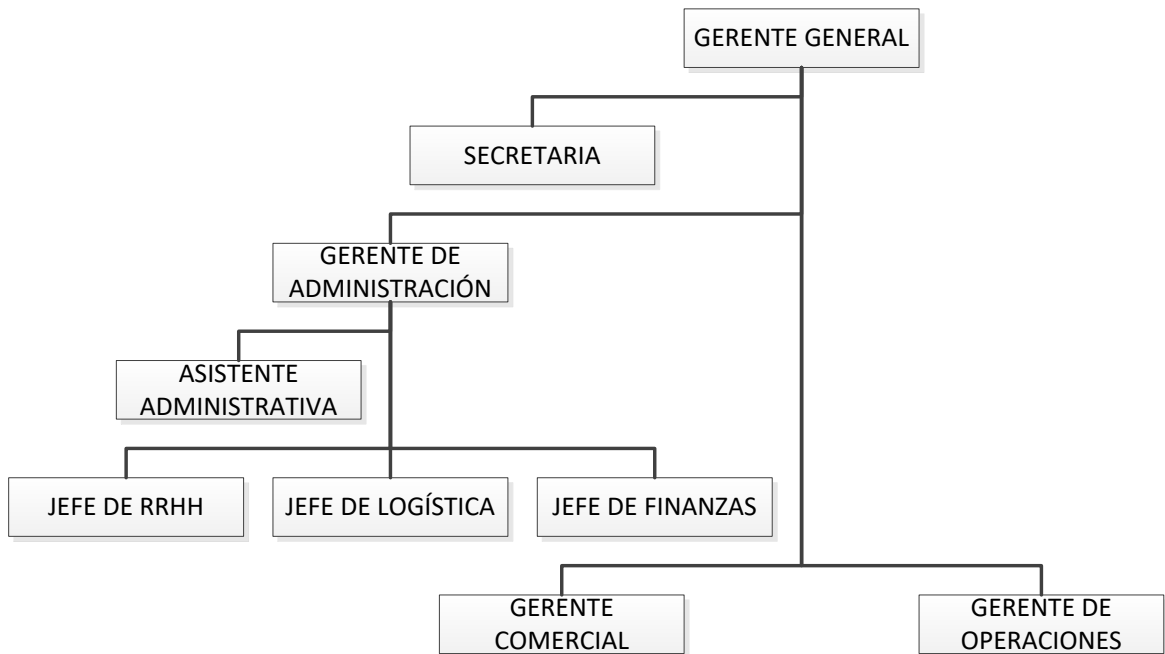 GERENTE GENERAL
SECRETARIA
GERENTE DE
ADMINISTRACIÓN
ASISTENTE
ADMINISTRATIVA
JEFE DE RRHH
JEFE DE LOGÍSTICA
JEFE DE FINANZAS
GERENTE
COMERCIAL
GERENTE DE
OPERACIONES